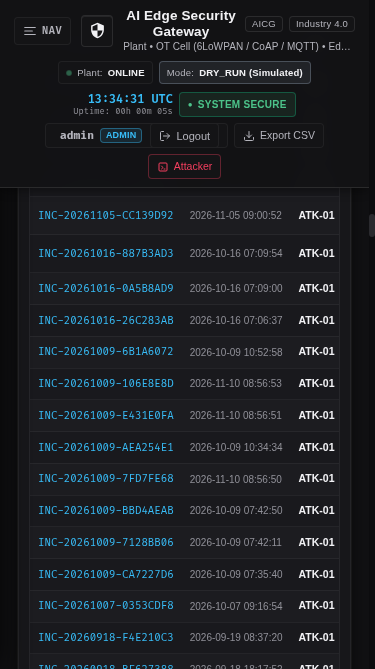 NAV
AI Edge Security
Gateway
AICG
Industry 4.0
Plant • OT Cell (6LoWPAN / CoAP / MQTT) • Ed…
Plant: ONLINE
Mode: DRY_RUN (Simulated)
13:34:31 UTC
Uptime: 00h 00m 05s
SYSTEM SECURE
admin ADMIN
Logout
Export CSV
Attacker
INC-20261105-CC139D92 2026-11-05 09:00:52 ATK-01
INC-20261016-887B3AD3 2026-10-16 07:09:54 ATK-01
INC-20261016-0A5B8AD9 2026-10-16 07:09:00 ATK-01
INC-20261016-26C283AB 2026-10-16 07:06:37 ATK-01
INC-20261009-6B1A6072 2026-10-09 10:52:58 ATK-01
INC-20261009-106E8E8D 2026-11-10 08:56:53 ATK-01
INC-20261009-E431E0FA 2026-11-10 08:56:51 ATK-01
INC-20261009-AEA254E1 2026-10-09 10:34:34 ATK-01
INC-20261009-7FD7FE68 2026-11-10 08:56:50 ATK-01
INC-20261009-BBD4AEAB 2026-10-09 07:42:50 ATK-01
INC-20261009-7128BB06 2026-10-09 07:42:11 ATK-01
INC-20261009-CA7227D6 2026-10-09 07:35:40 ATK-01
INC-20261007-0353CDF8 2026-10-07 09:16:54 ATK-01
INC-20260918-F4E210C3 2026-09-19 08:37:20 ATK-01
ATK-01